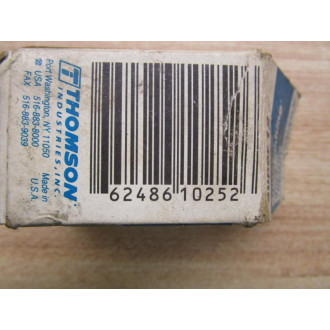 THOMSON
INDUSTRIES, INC.
Port Washington, NY 11050
Made in
☎ USA 516-883-8000
U.S.A.
FAX 516-883-9039
62486 10252